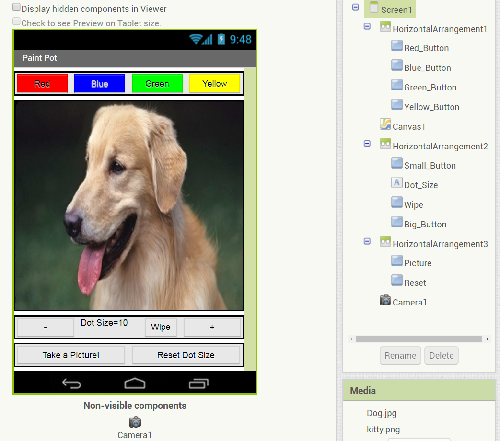 Display hidden components in Viewer
Check to see Preview on Tablet size.
9:48
Paint Pot
Red Blue Green Yellow
- Dot Size=10 Wipe +
Take a Picture! Reset Dot Size
Non-visible components
Camera1
Screen1
HorizontalArrangement1
Red_Button
Blue_Button
Green_Button
Yellow_Button
Canvas1
HorizontalArrangement2
Small_Button
Dot_Size
Wipe
Big_Button
HorizontalArrangement3
Picture
Reset
Camera1
Rename Delete
Media
Dog.jpg
kitty.png